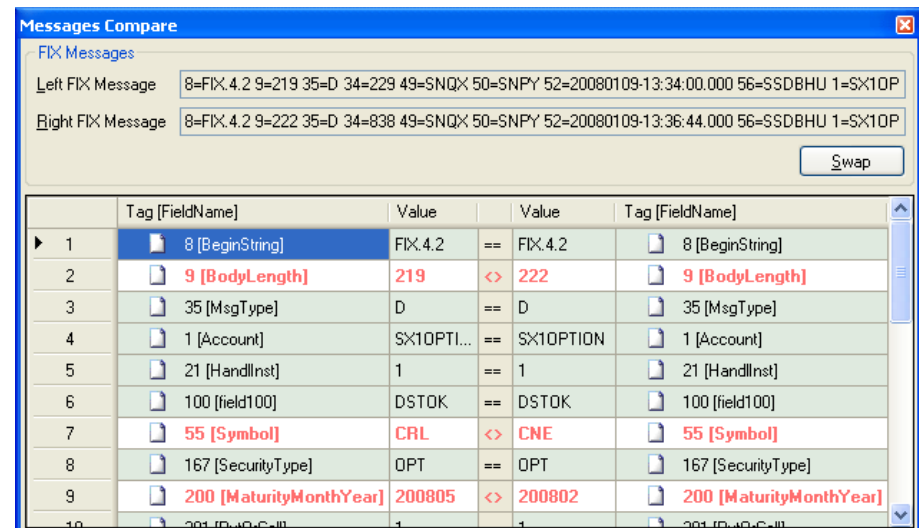 Messages Compare
FIX Messages
Left FIX Message 8=FIX.4.2 9=219 35=D 34=229 49=SNQX 50=SNPY 52=20080109-13:34:00.000 56=SSDBHU 1=SX1OP
Right FIX Message 8=FIX.4.2 9=222 35=D 34=838 49=SNQX 50=SNPY 52=20080109-13:36:44.000 56=SSDBHU 1=SX1OP
Swap
Tag [FieldName] Value Value Tag [FieldName]
1 8 [BeginString] FIX.4.2 == FIX.4.2 8 [BeginString]
2 9 [BodyLength] 219 <> 222 9 [BodyLength]
3 35 [MsgType] D == D 35 [MsgType]
4 1 [Account] SX1OPTI... == SX1OPTION 1 [Account]
5 21 [HandlInst] 1 == 1 21 [HandlInst]
6 100 [field100] DSTOK == DSTOK 100 [field100]
7 55 [Symbol] CRL <> CNE 55 [Symbol]
8 167 [SecurityType] OPT == OPT 167 [SecurityType]
9 200 [MaturityMonthYear] 200805 <> 200802 200 [MaturityMonthYear]
10